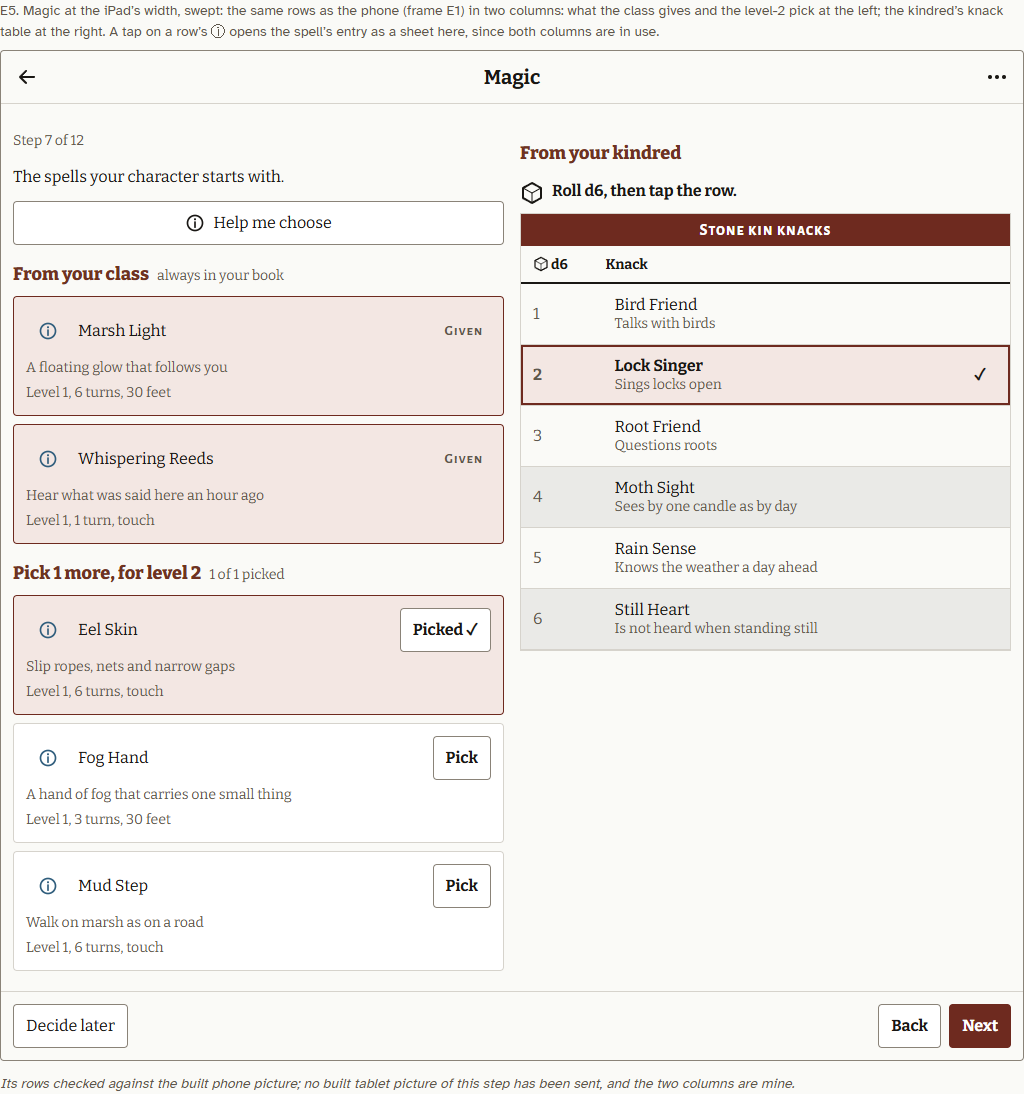 E5. Magic at the iPad's width, swept: the same rows as the phone (frame E1) in two columns: what the class gives and the level-2 pick at the left; the kindred's knack
table at the right. A tap on a row's ⓘ opens the spell's entry as a sheet here, since both columns are in use.
Magic
Step 7 of 12
The spells your character starts with.
Help me choose
From your class always in your book
Marsh Light GIVEN
A floating glow that follows you
Level 1, 6 turns, 30 feet
Whispering Reeds GIVEN
Hear what was said here an hour ago
Level 1, 1 turn, touch
Pick 1 more, for level 2 1 of 1 picked
Eel Skin Picked ✓
Slip ropes, nets and narrow gaps
Level 1, 6 turns, touch
Fog Hand Pick
A hand of fog that carries one small thing
Level 1, 3 turns, 30 feet
Mud Step Pick
Walk on marsh as on a road
Level 1, 6 turns, touch
From your kindred
Roll d6, then tap the row.
STONE KIN KNACKS
d6 Knack
1 Bird Friend
Talks with birds
2 Lock Singer ✓
Sings locks open
3 Root Friend
Questions roots
4 Moth Sight
Sees by one candle as by day
5 Rain Sense
Knows the weather a day ahead
6 Still Heart
Is not heard when standing still
Decide later Back Next
Its rows checked against the built phone picture; no built tablet picture of this step has been sent, and the two columns are mine.